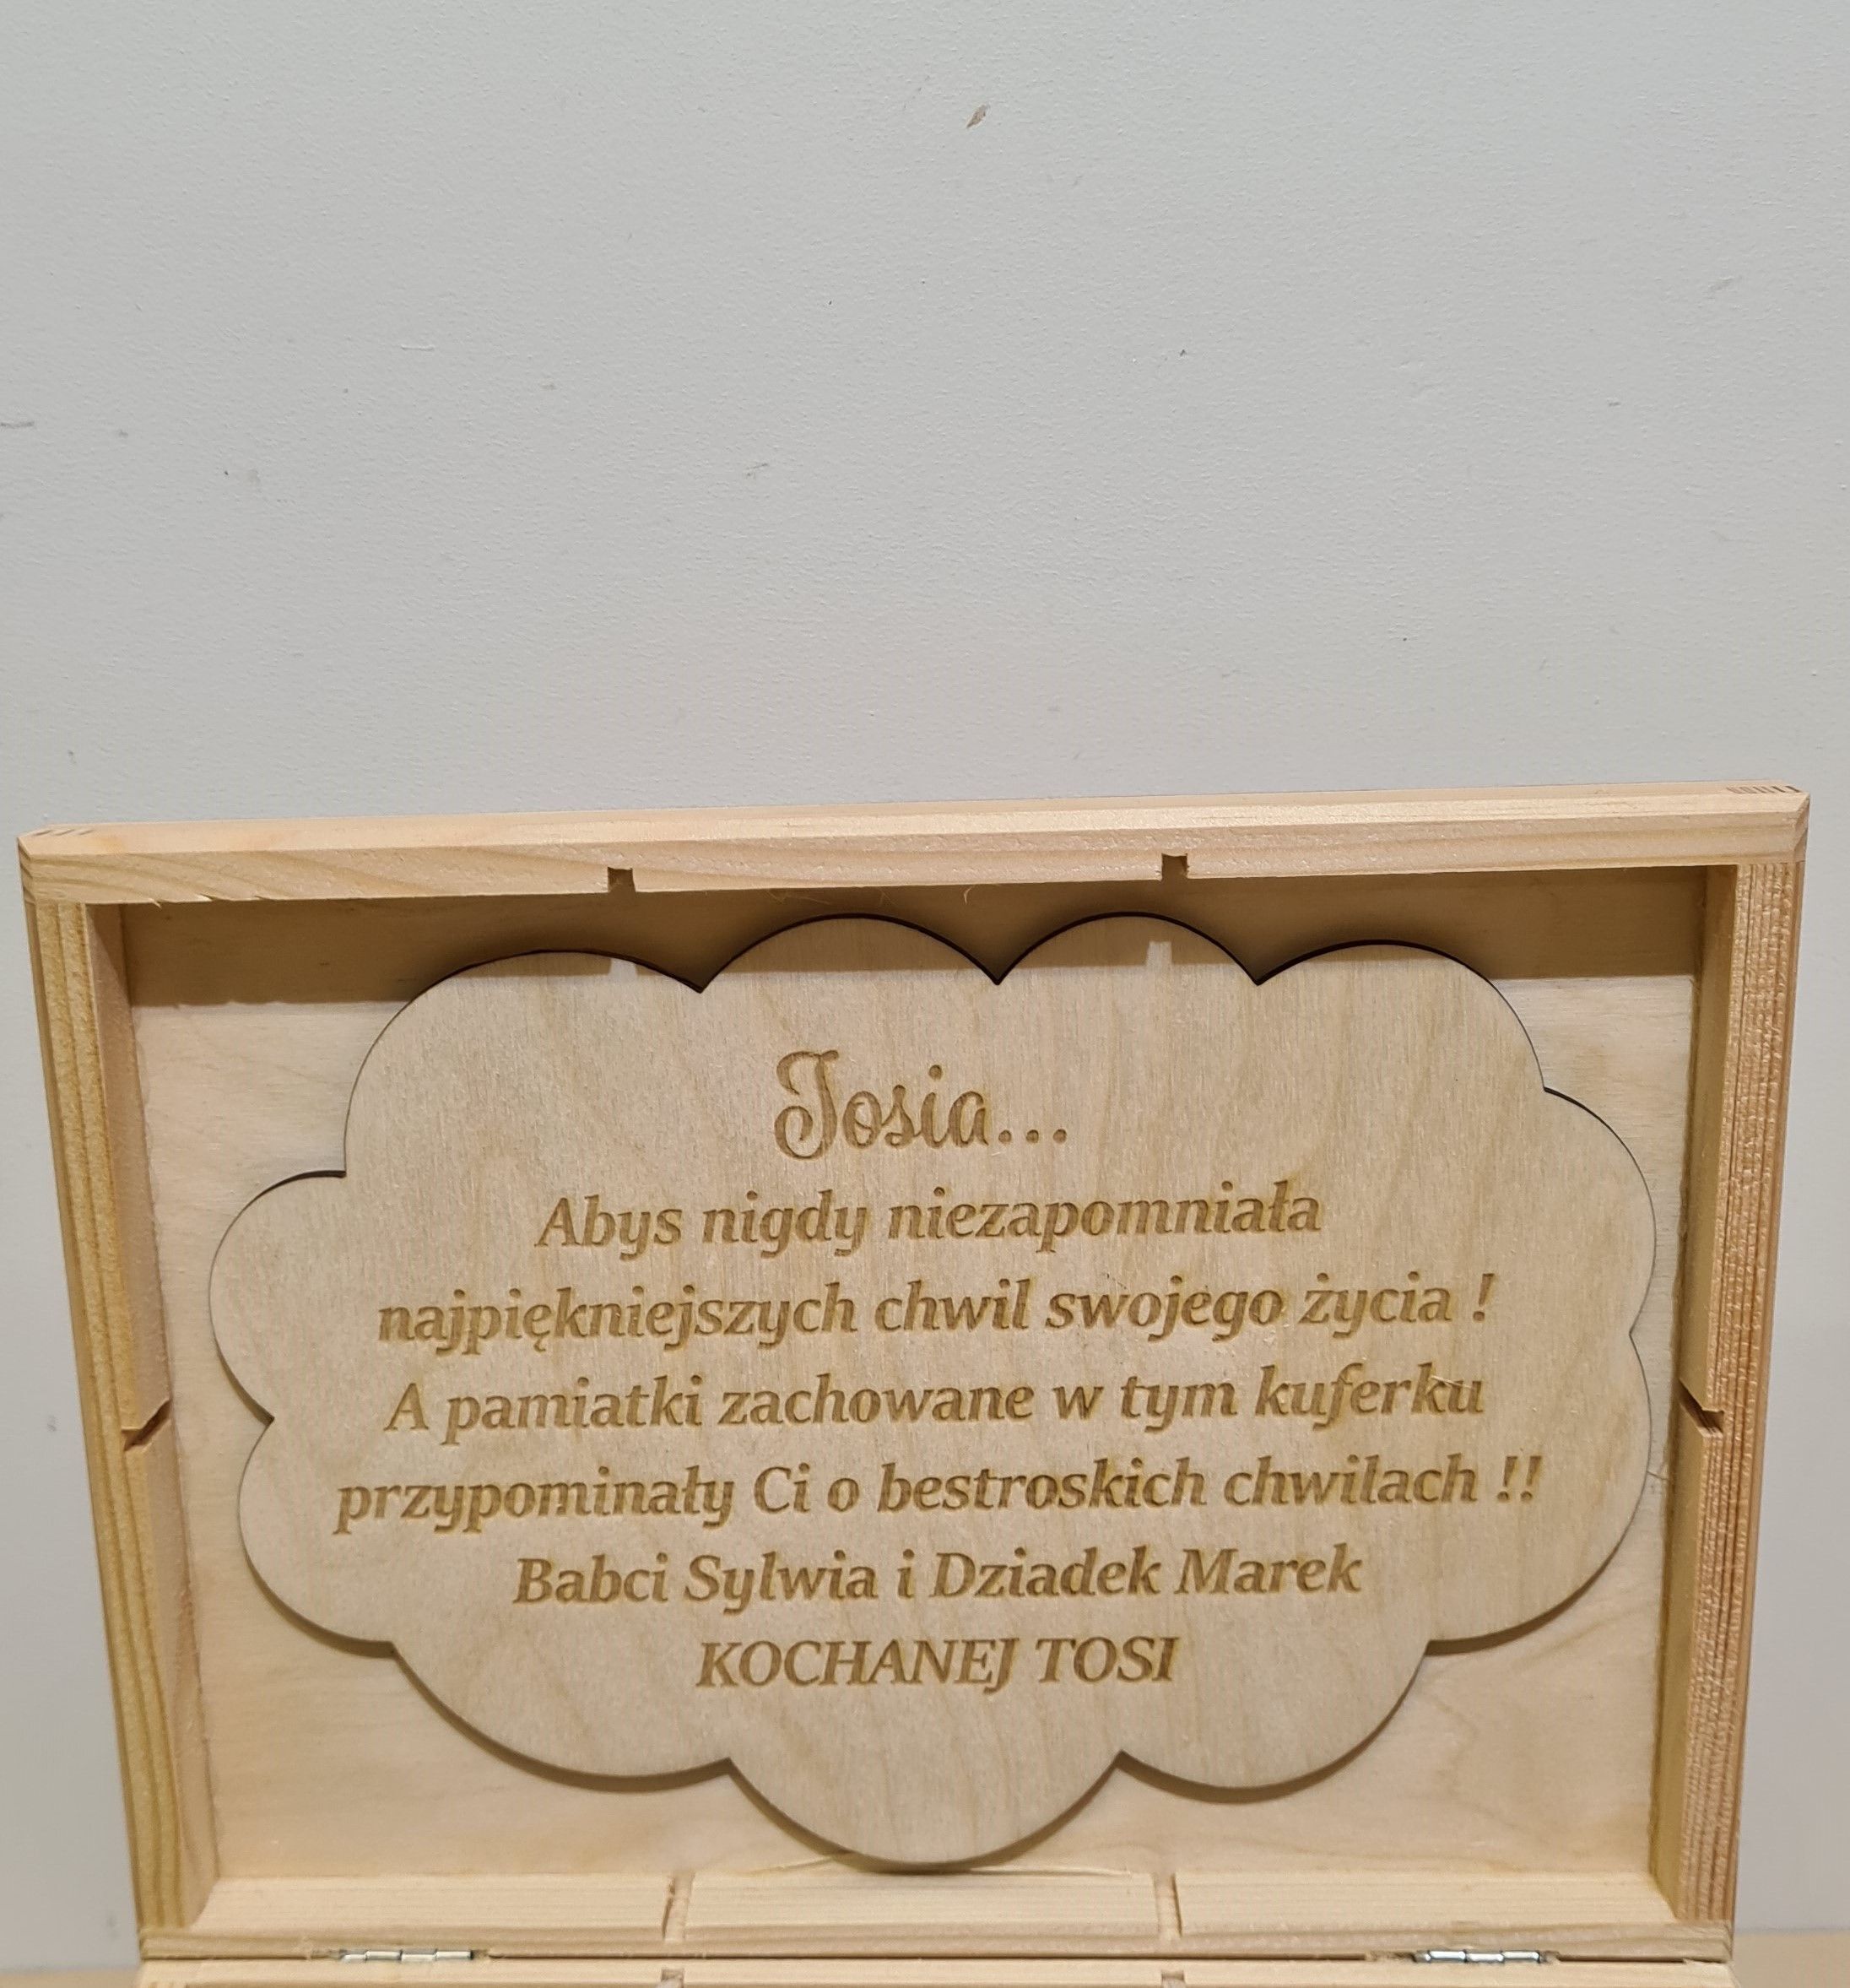 Tosia...
Abys nigdy niezapomniała
najpiękniejszych chwil swojego życia !
A pamiatki zachowane w tym kuferku
przypominały Ci o bestroskich chwilach !!
Babci Sylwia i Dziadek Marek
KOCHANEJ TOSI